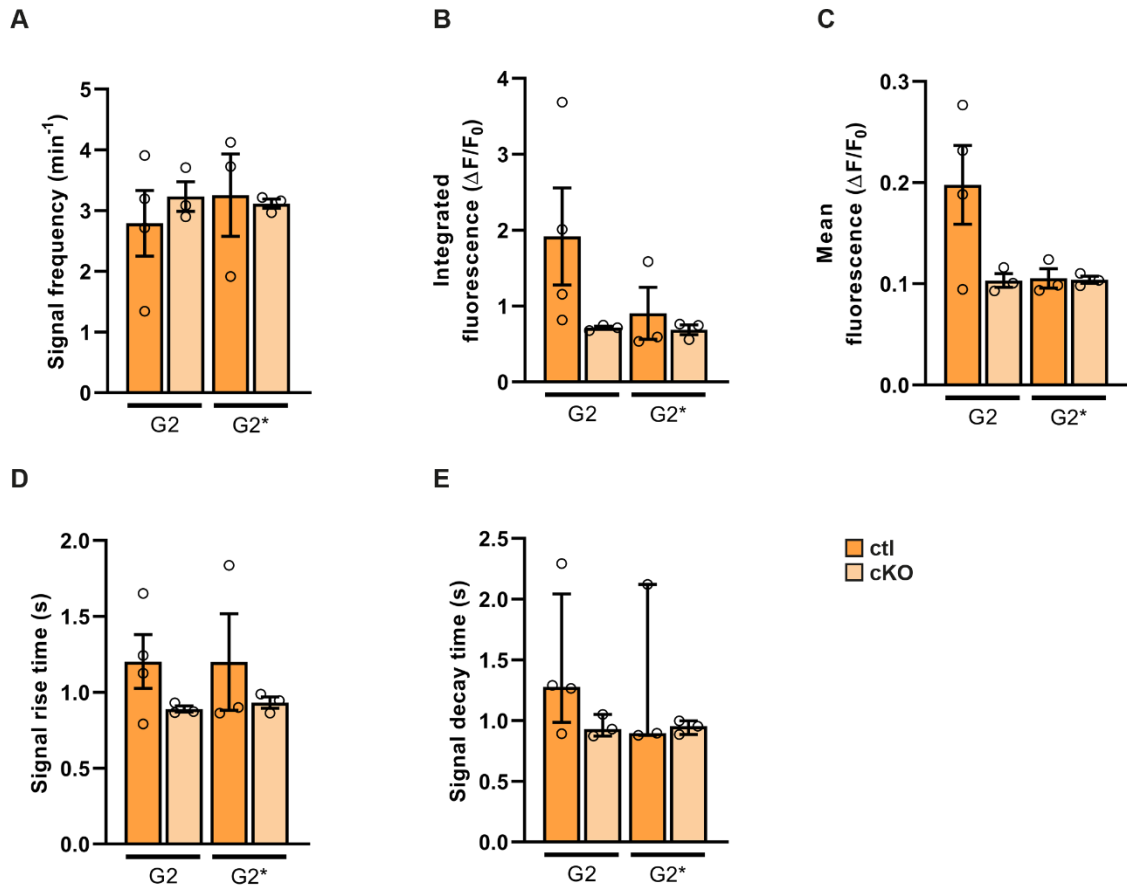 A
Signal frequency (min-1)
5
4
3
2
1
0
G2
G2*
B
Integrated
fluorescence (ΔF/F0)
4
3
2
1
0
G2
G2*
C
Mean
fluorescence (ΔF/F0)
0.3
0.2
0.1
0.0
G2
G2*
D
Signal rise time (s)
2.0
1.5
1.0
0.5
0.0
G2
G2*
E
Signal decay time (s)
2.5
2.0
1.5
1.0
0.5
0.0
G2
G2*
ctl
cKO